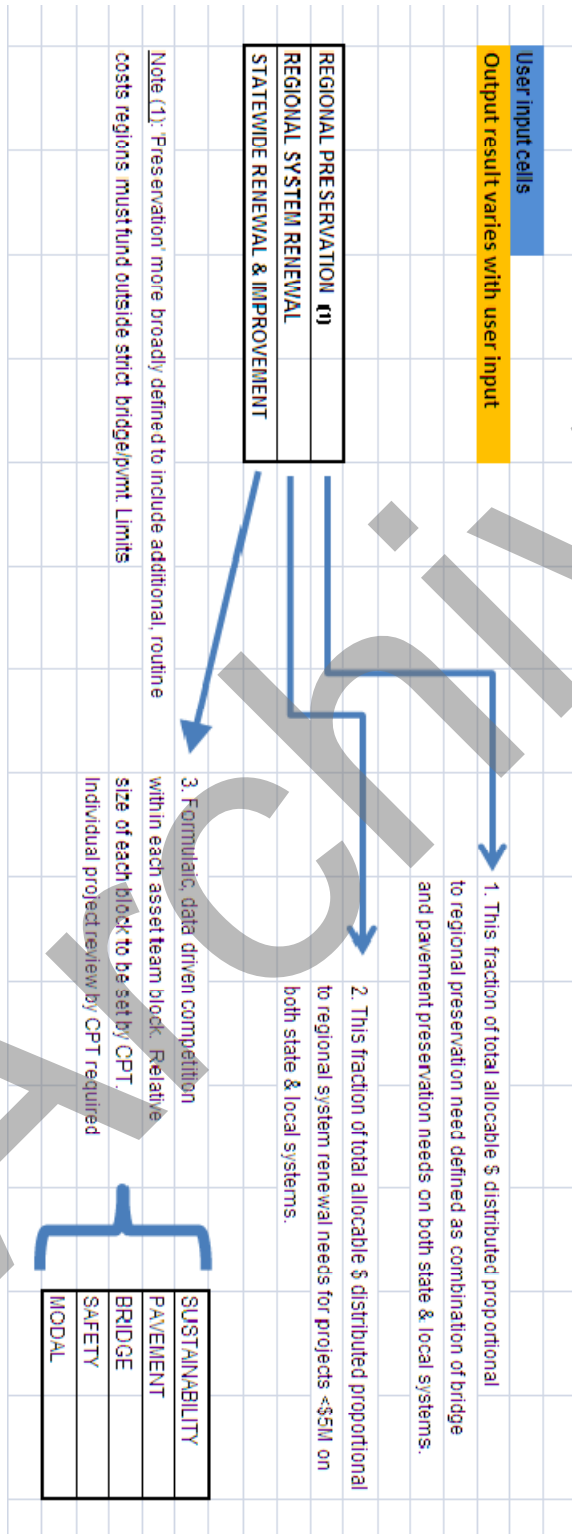 User input cells
Output result varies with user input
REGIONAL PRESERVATION (1)
REGIONAL SYSTEM RENEWAL
STATEWIDE RENEWAL & IMPROVEMENT
Note (1): 'Preservation' more broadly defined to include additional, routine
costs regions must fund outside strict bridge/pvmt. Limits
1. This fraction of total allocable $ distributed proportional
to regional preservation need defined as combination of bridge
and pavement preservation needs on both state & local systems.
2. This fraction of total allocable $ distributed proportional
to regional system renewal needs for projects <$5M on
both state & local systems.
3. Formulaic, data driven competition
within each asset team block. Relative
size of each block to be set by CPT.
Individual project review by CPT required
SUSTAINABILITY
PAVEMENT
BRIDGE
SAFETY
MODAL